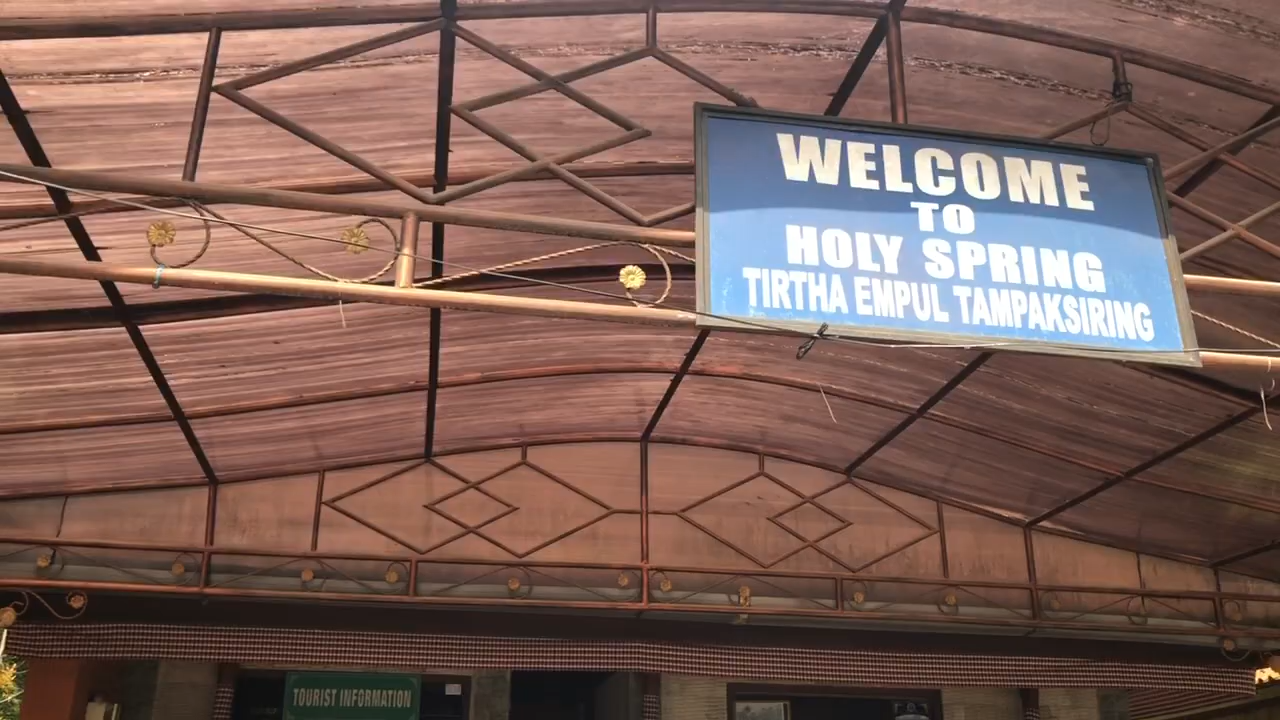 WELCOME
TO
HOLY SPRING
TIRTHA EMPUL TAMPAKSIRING
TOURIST INFORMATION